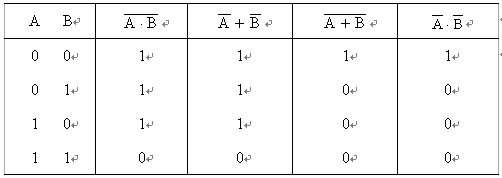 A B↵ $\overline{A \cdot B}$↵ $\overline{A} + \overline{B}$↵ $\overline{A + B}$↵ $\overline{A} \cdot \overline{B}$↵
0 0↵ 1↵ 1↵ 1↵ 1↵
0 1↵ 1↵ 1↵ 0↵ 0↵
1 0↵ 1↵ 1↵ 0↵ 0↵
1 1↵ 0↵ 0↵ 0↵ 0↵